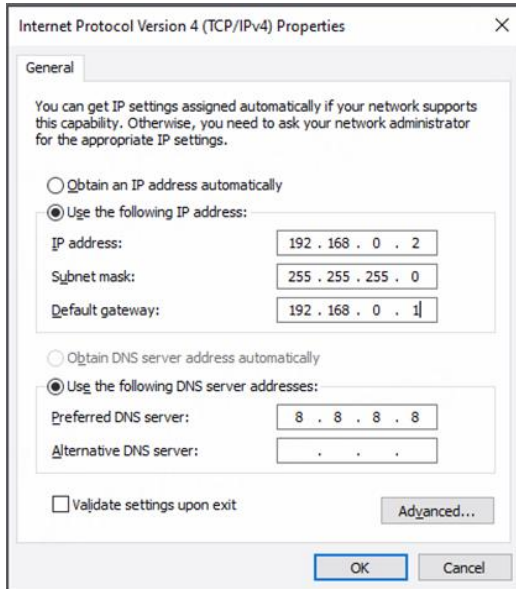 Internet Protocol Version 4 (TCP/IPv4) Properties
General
You can get IP settings assigned automatically if your network supports
this capability. Otherwise, you need to ask your network administrator
for the appropriate IP settings.
Obtain an IP address automatically
Use the following IP address:
IP address: 192 . 168 . 0 . 2
Subnet mask: 255 . 255 . 255 . 0
Default gateway: 192 . 168 . 0 . 1
Obtain DNS server address automatically
Use the following DNS server addresses:
Preferred DNS server: 8 . 8 . 8 . 8
Alternative DNS server: . . .
Validate settings upon exit
Advanced...
OK Cancel